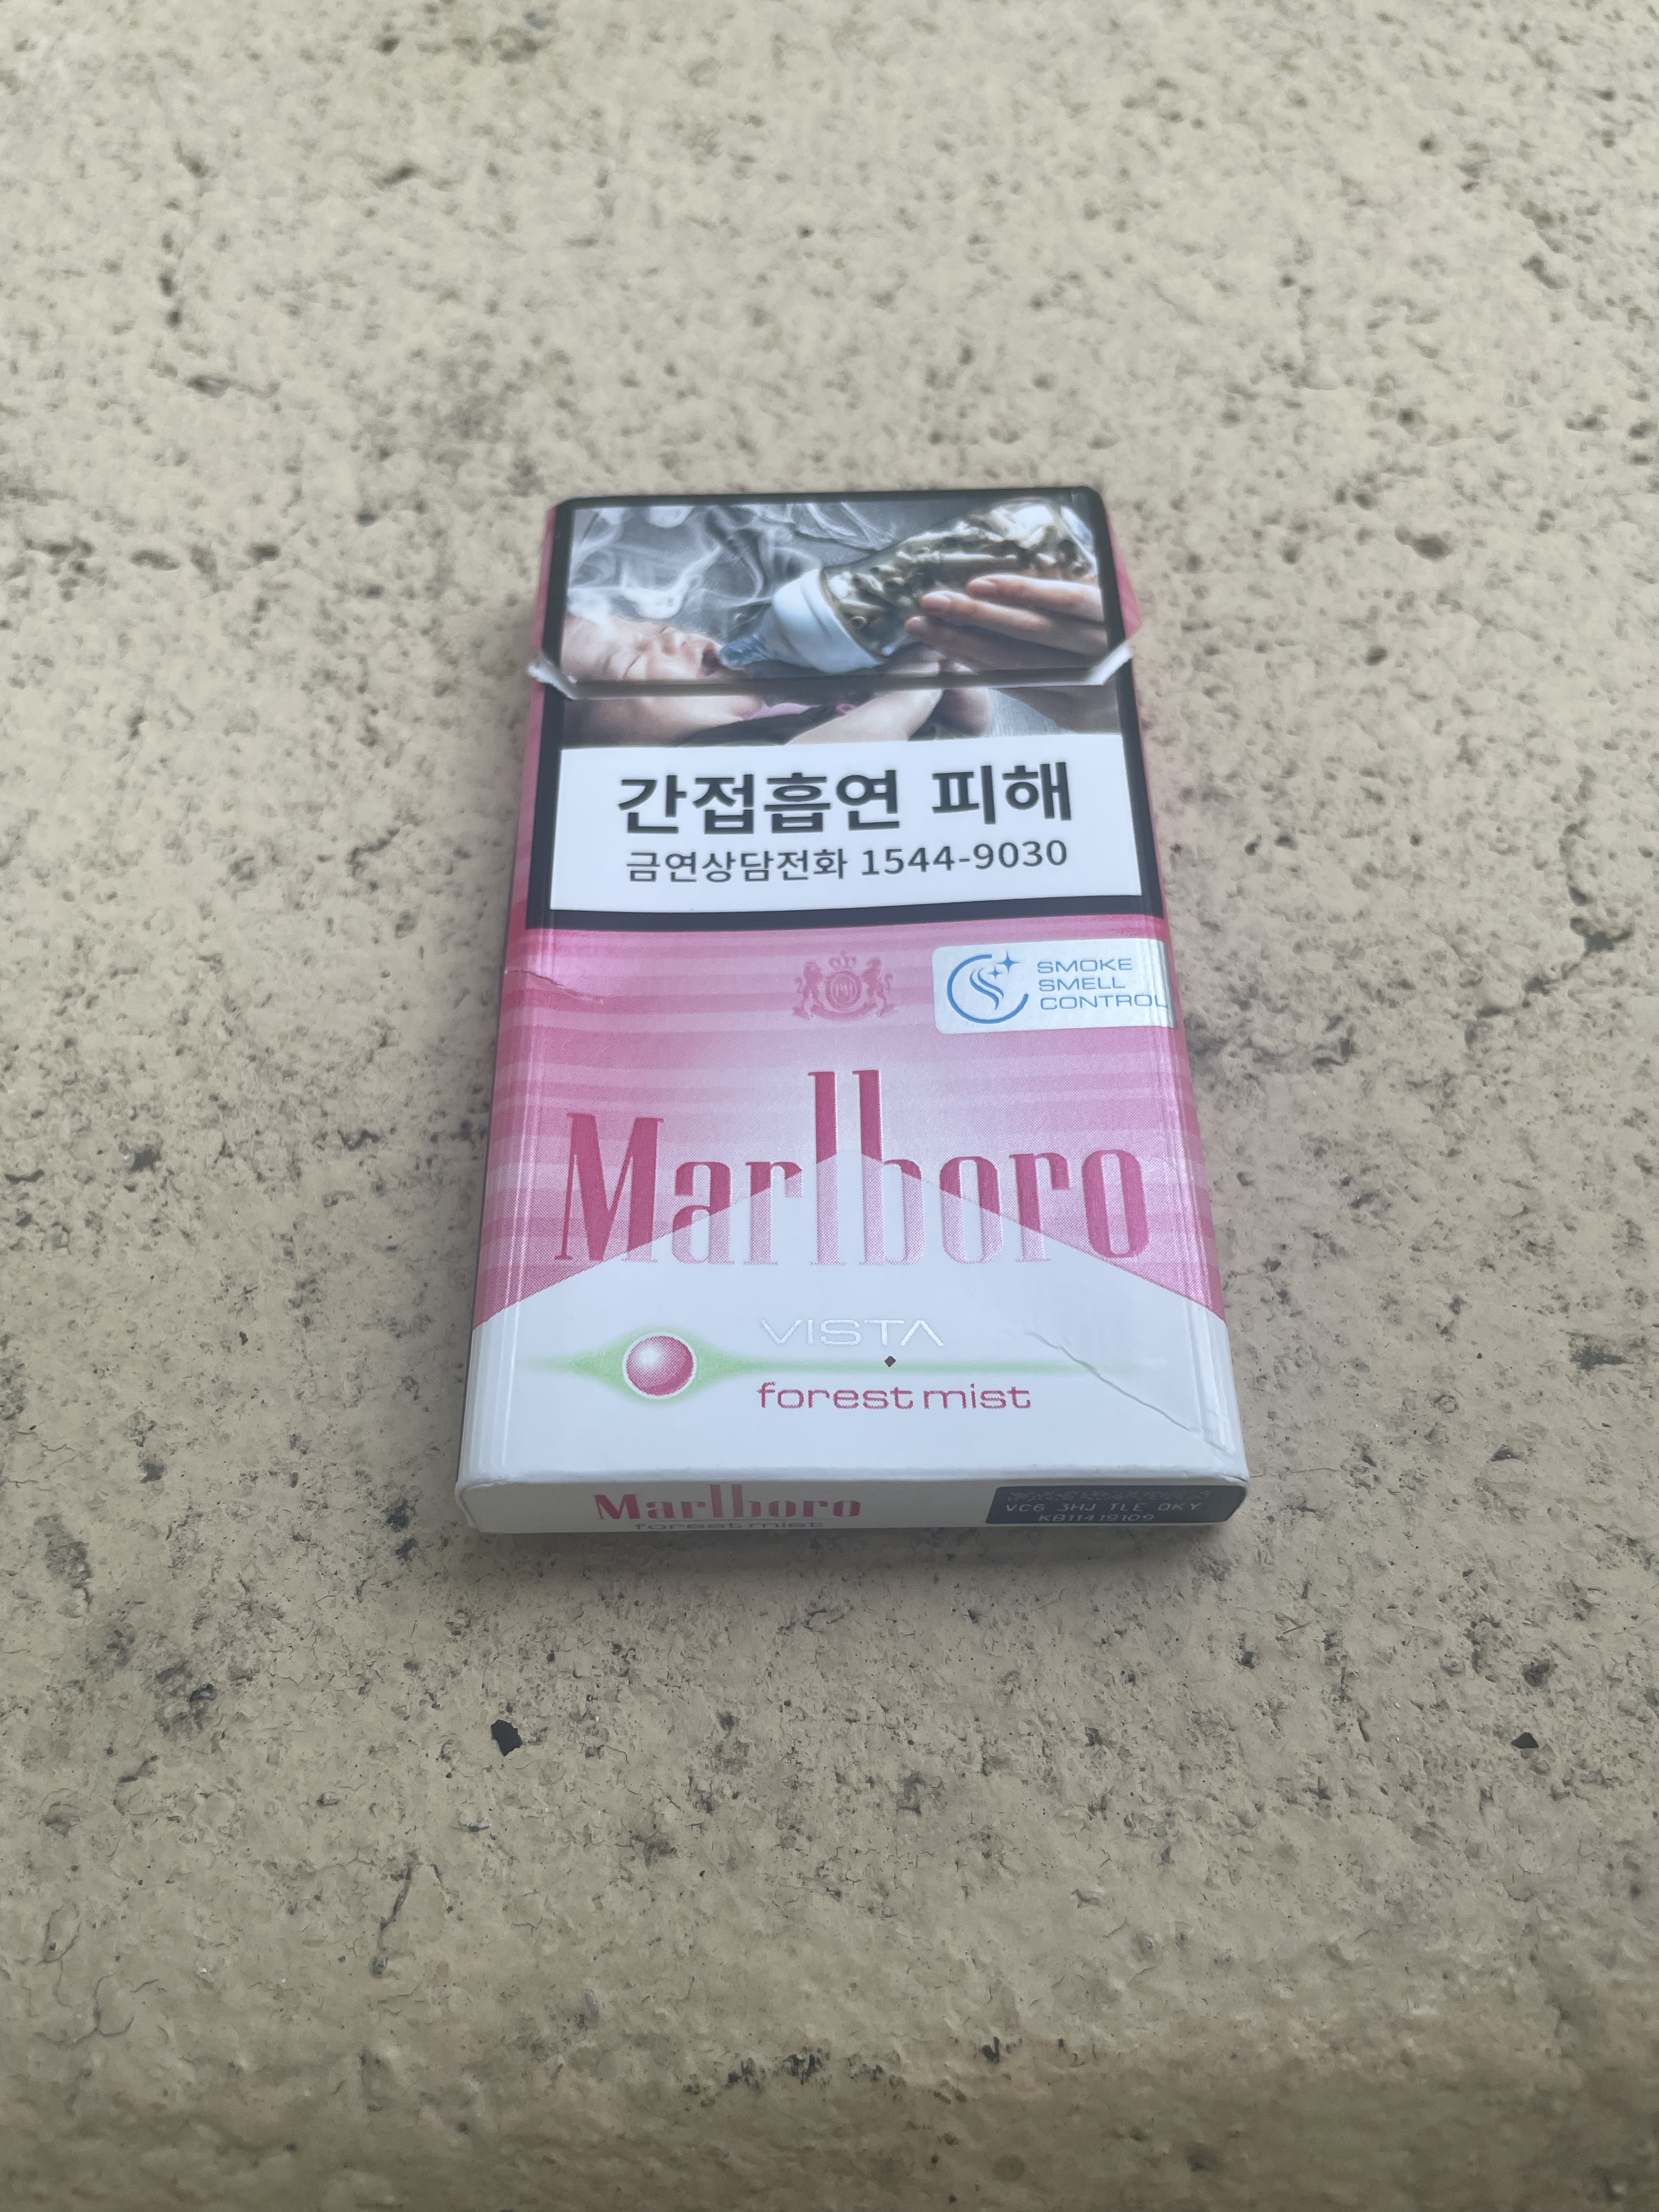 간접흡연 피해
금연상담전화 1544-9030
SMOKE
SMELL
CONTROL
Marlboro
VISTA
forest mist
Marlboro
forest mist
VC6 3HJ TLE QKY
KB11419109